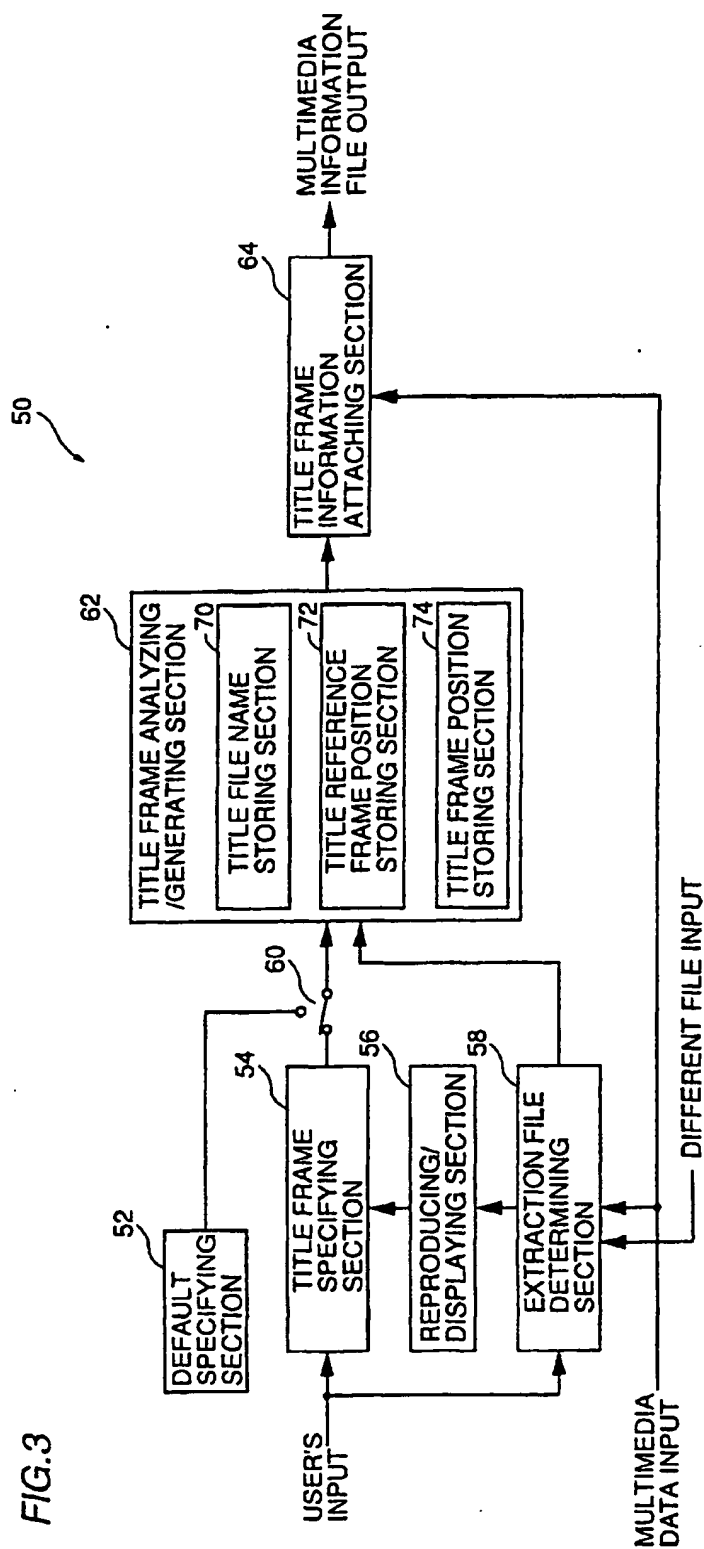 FIG.3
50
52
DEFAULT
SPECIFYING
SECTION
USER'S
INPUT
54
TITLE FRAME
SPECIFYING
SECTION
56
REPRODUCING/
DISPLAYING SECTION
58
EXTRACTION FILE
DETERMINING
SECTION
60
62
TITLE FRAME ANALYZING
/GENERATING SECTION
70
TITLE FILE NAME
STORING SECTION
72
TITLE REFERENCE
FRAME POSITION
STORING SECTION
74
TITLE FRAME POSITION
STORING SECTION
64
TITLE FRAME
INFORMATION
ATTACHING SECTION
MULTIMEDIA
INFORMATION
FILE OUTPUT
MULTIMEDIA
DATA INPUT
DIFFERENT FILE INPUT